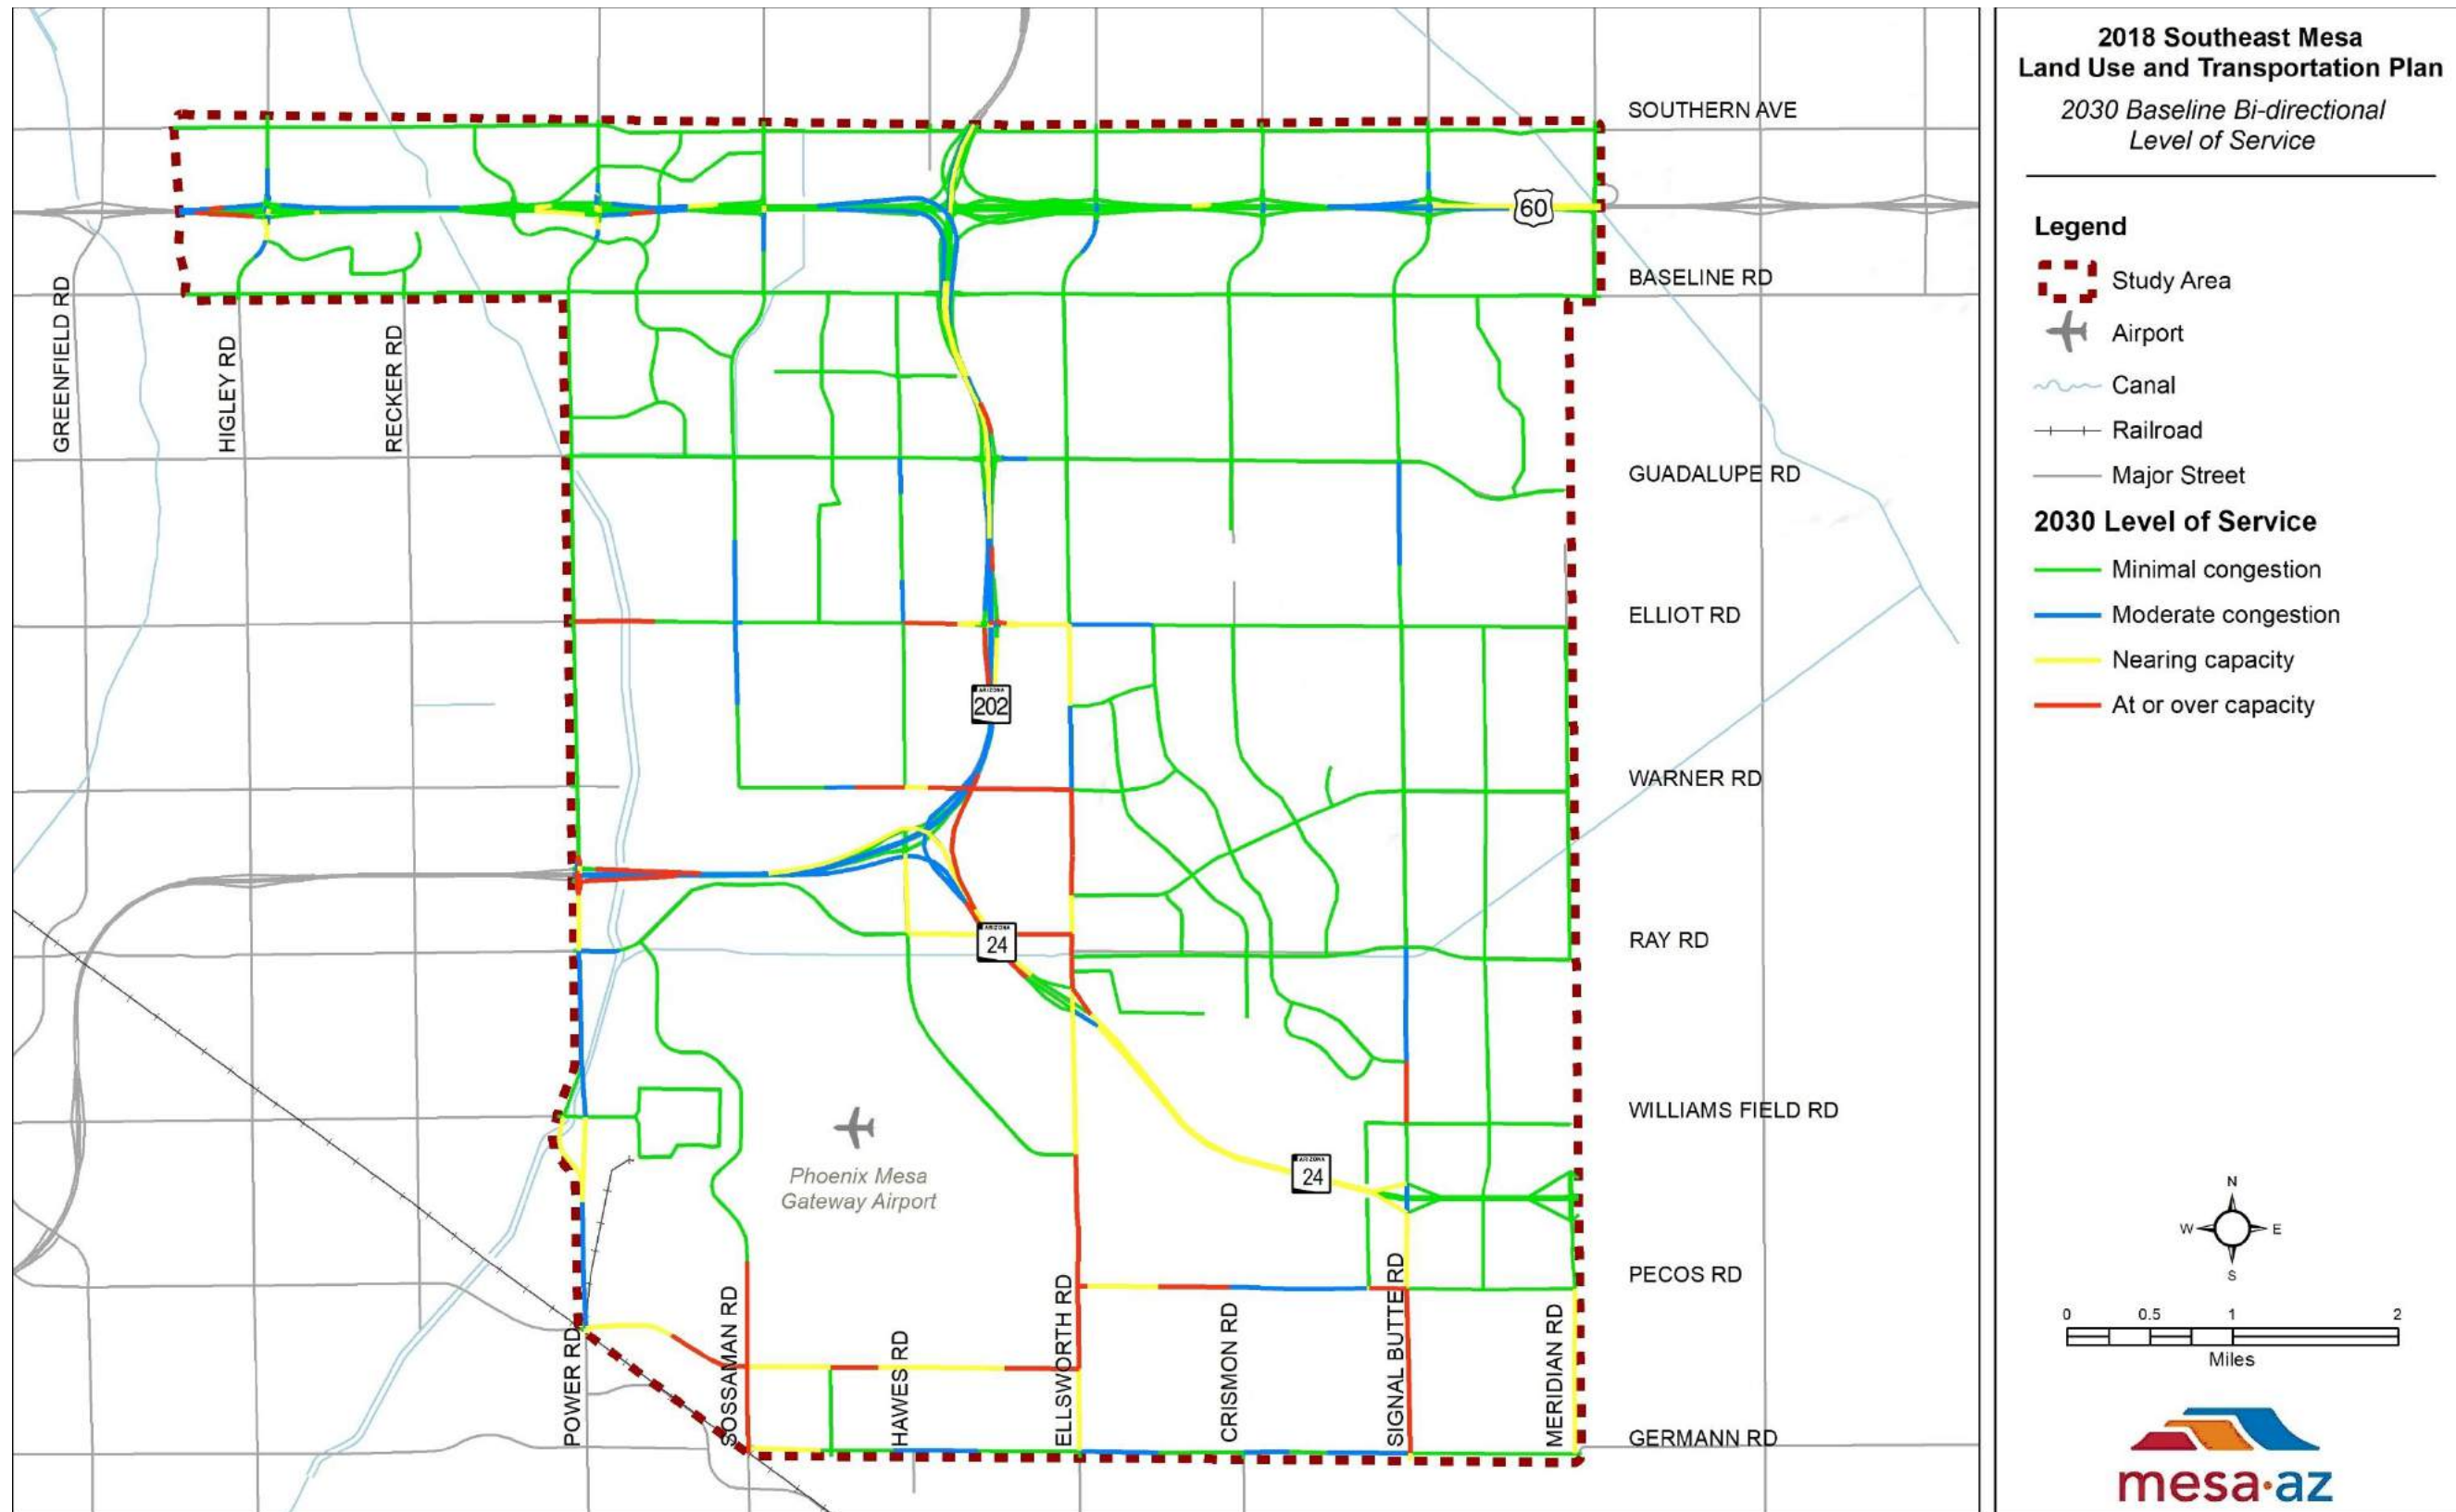 2018 Southeast Mesa
Land Use and Transportation Plan
2030 Baseline Bi-directional
Level of Service
Legend
Study Area
Airport
Canal
Railroad
Major Street
2030 Level of Service
Minimal congestion
Moderate congestion
Nearing capacity
At or over capacity
SOUTHERN AVE
60
BASELINE RD
GREENFIELD RD
HIGLEY RD
RECKER RD
GUADALUPE RD
ELLIOT RD
ARIZONA
202
WARNER RD
ARIZONA
24
RAY RD
WILLIAMS FIELD RD
Phoenix Mesa
Gateway Airport
ARIZONA
24
PECOS RD
POWER RD
SOSSAMAN RD
HAWES RD
ELLSWORTH RD
CRISMON RD
SIGNAL BUTTE RD
MERIDIAN RD
GERMANN RD
N
W
E
S
0 0.5 1 2
Miles
mesa·az